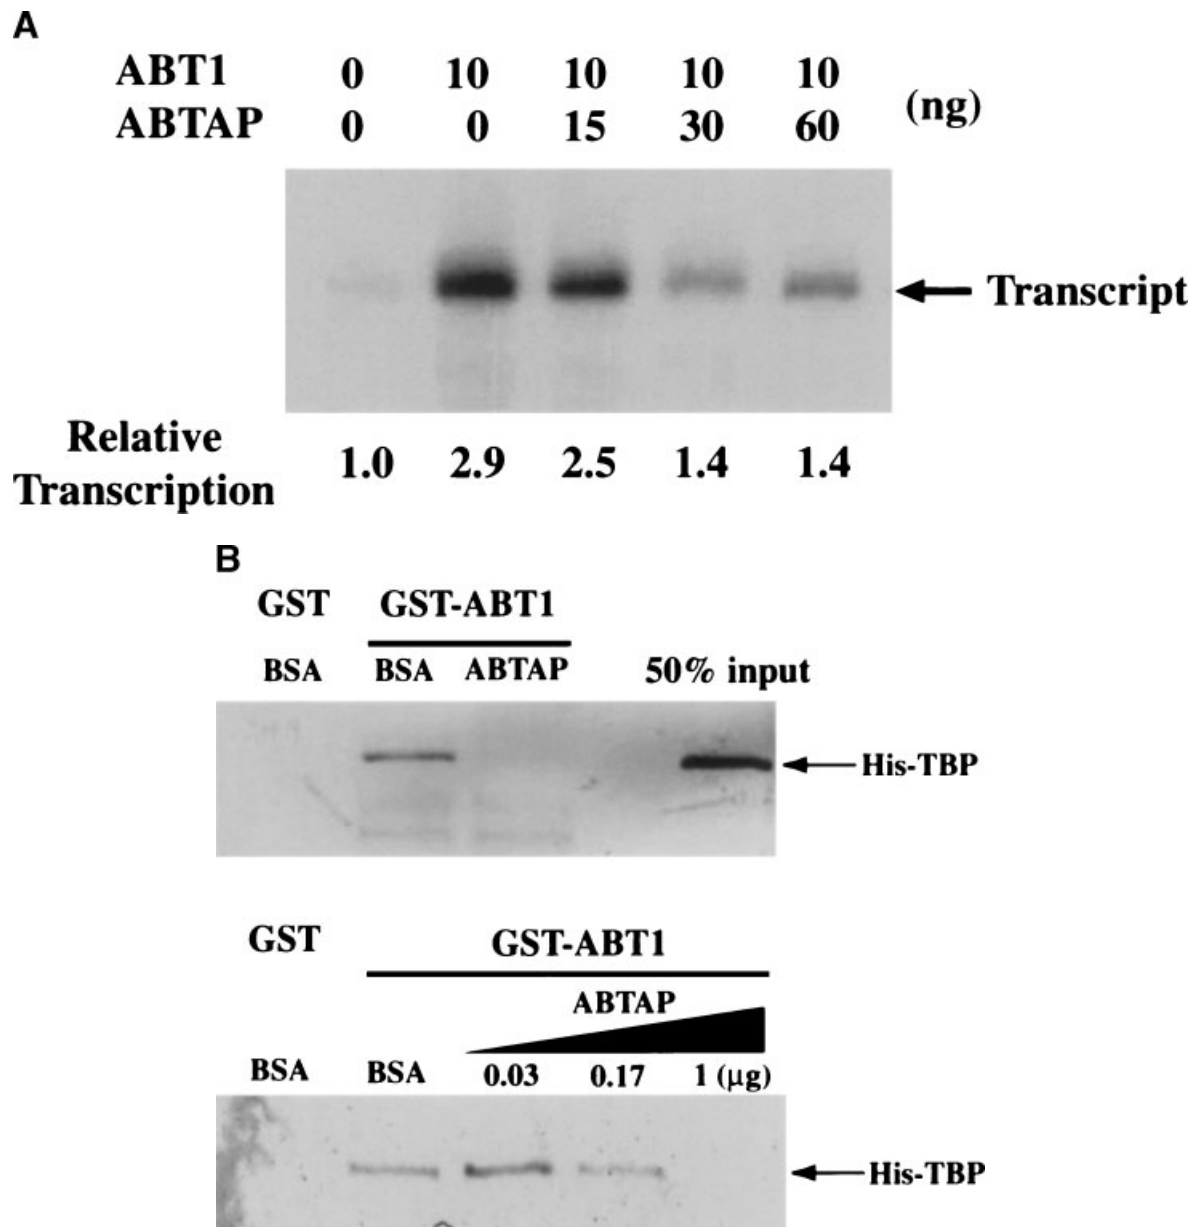 A
ABT1 0 10 10 10 10
ABTAP 0 0 15 30 60
(ng)
Transcript
Relative
Transcription
1.0 2.9 2.5 1.4 1.4
B
GST GST-ABT1
BSA BSA ABTAP 50% input
His-TBP
GST GST-ABT1
ABTAP
BSA BSA 0.03 0.17 1 (μg)
His-TBP